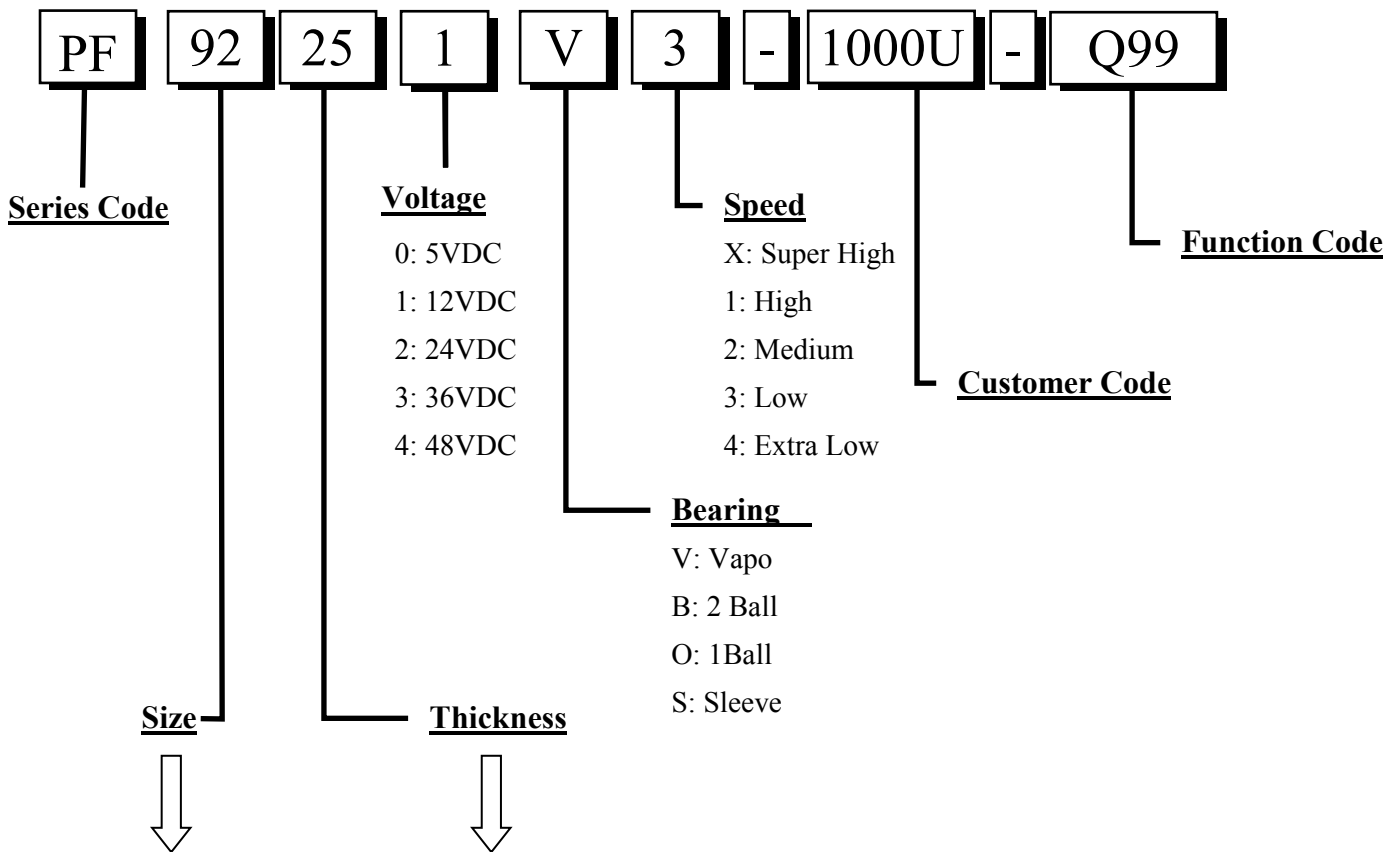 PF 92 25 1 V 3 - 1000U - Q99
Series Code
Voltage
0: 5VDC
1: 12VDC
2: 24VDC
3: 36VDC
4: 48VDC
Speed
X: Super High
1: High
2: Medium
3: Low
4: Extra Low
Function Code
Customer Code
Bearing
V: Vapo
B: 2 Ball
O: 1Ball
S: Sleeve
Size
Thickness